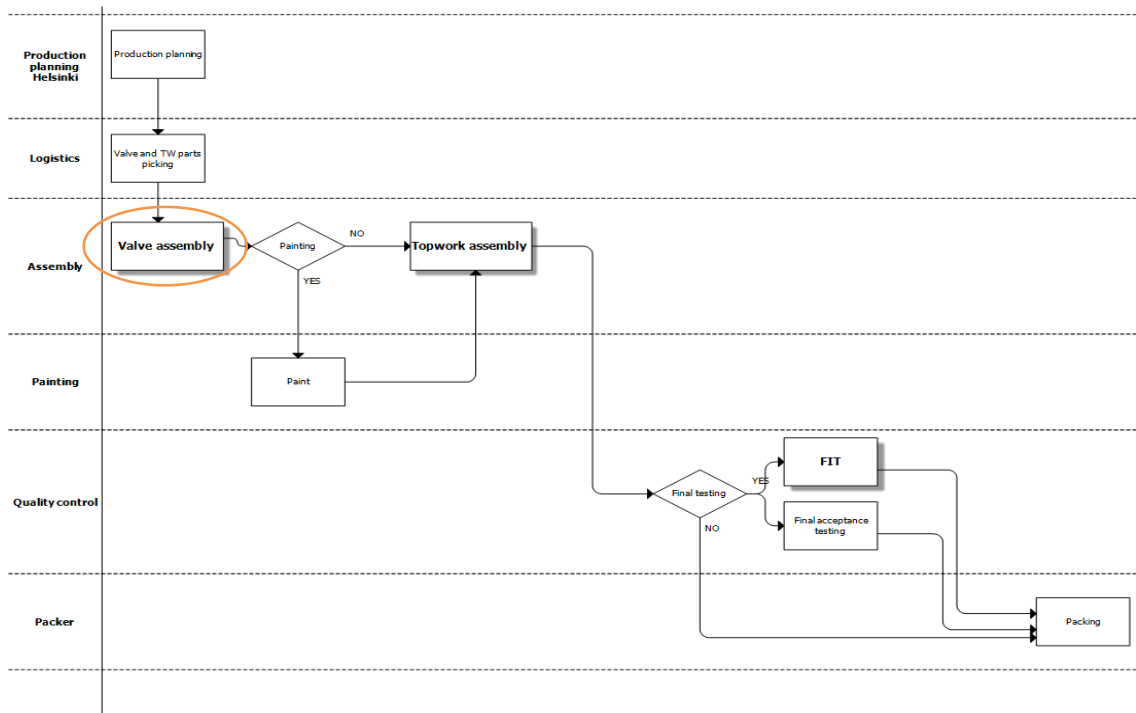 Production
planning
Helsinki
Production planning
Logistics
Valve and TW parts
picking
Assembly
Valve assembly
Painting
NO
YES
Topwork assembly
Painting
Paint
Quality control
Final testing
YES
NO
FIT
Final acceptance
testing
Packer
Packing